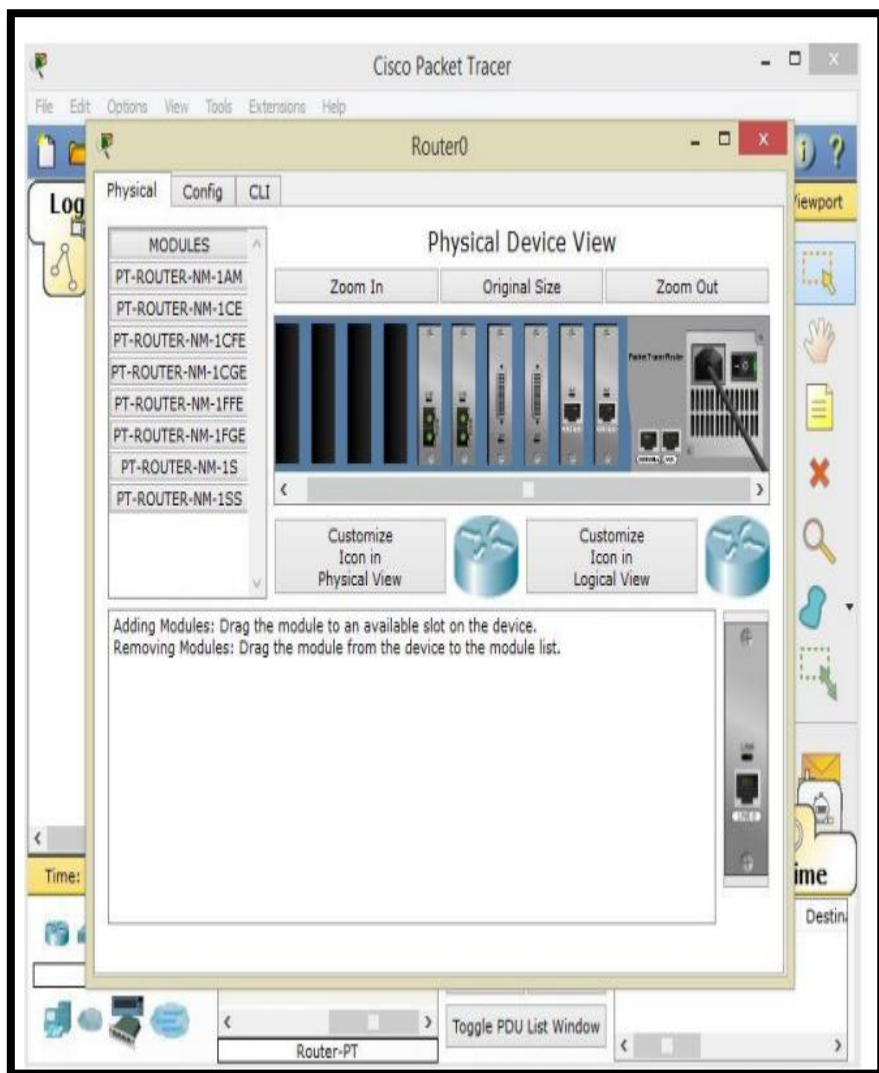 Cisco Packet Tracer
File Edit Options View Tools Extensions Help
Router0
Physical Config CLI
Log
Viewport
MODULES
PT-ROUTER-NM-1AM
PT-ROUTER-NM-1CE
PT-ROUTER-NM-1CFE
PT-ROUTER-NM-1CGE
PT-ROUTER-NM-1FFE
PT-ROUTER-NM-1FGE
PT-ROUTER-NM-1S
PT-ROUTER-NM-1SS
Physical Device View
Zoom In Original Size Zoom Out
Customize
Icon in
Physical View
Customize
Icon in
Logical View
Adding Modules: Drag the module to an available slot on the device.
Removing Modules: Drag the module from the device to the module list.
Time:
ime
Destin
Toggle PDU List Window
Router-PT